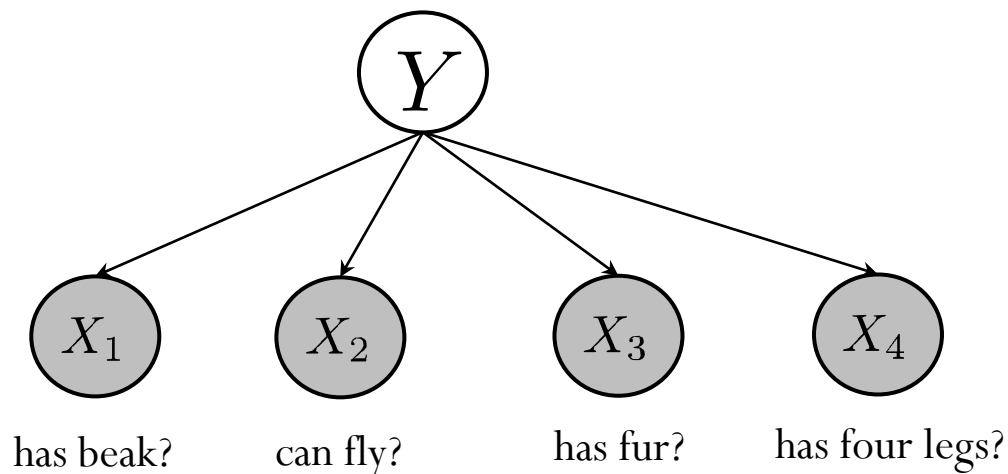 Y
X₁ X₂ X₃ X₄
has beak? can fly? has fur? has four legs?